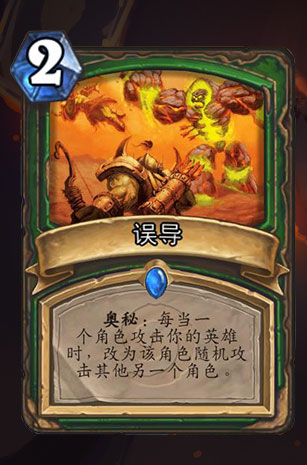 2
误导
奥秘：每当一
个角色攻击你的英雄
时，改为该角色随机攻
击其他另一个角色。